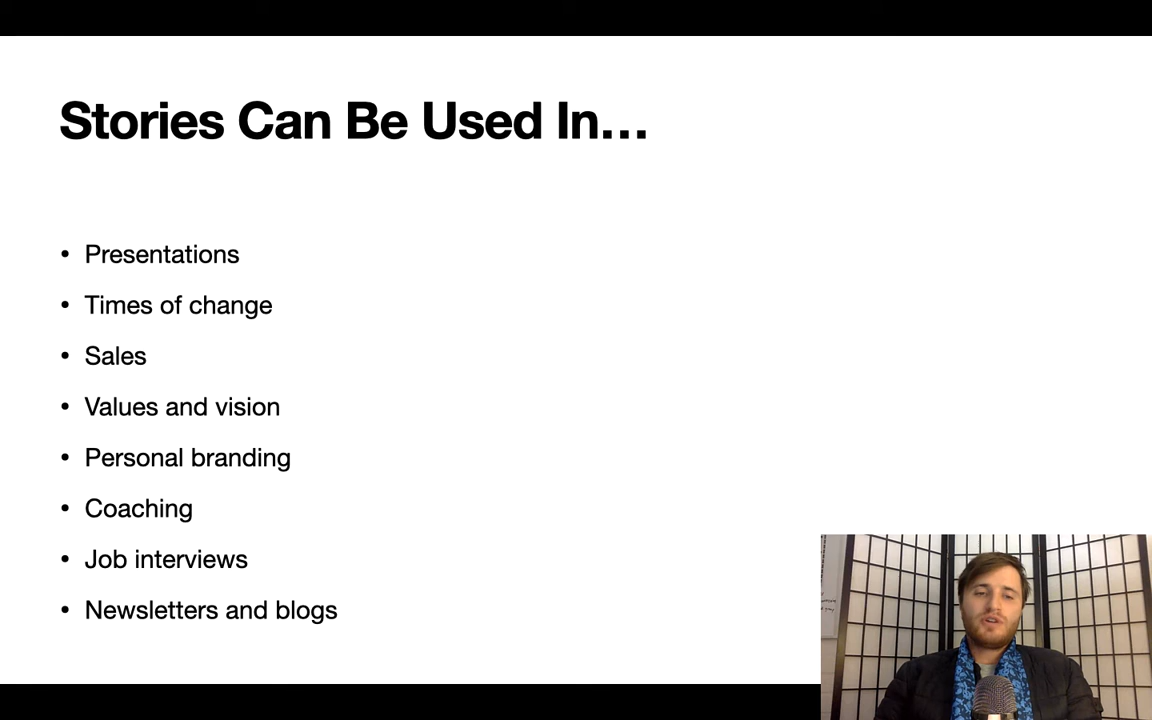 Stories Can Be Used In…
• Presentations
• Times of change
• Sales
• Values and vision
• Personal branding
• Coaching
• Job interviews
• Newsletters and blogs